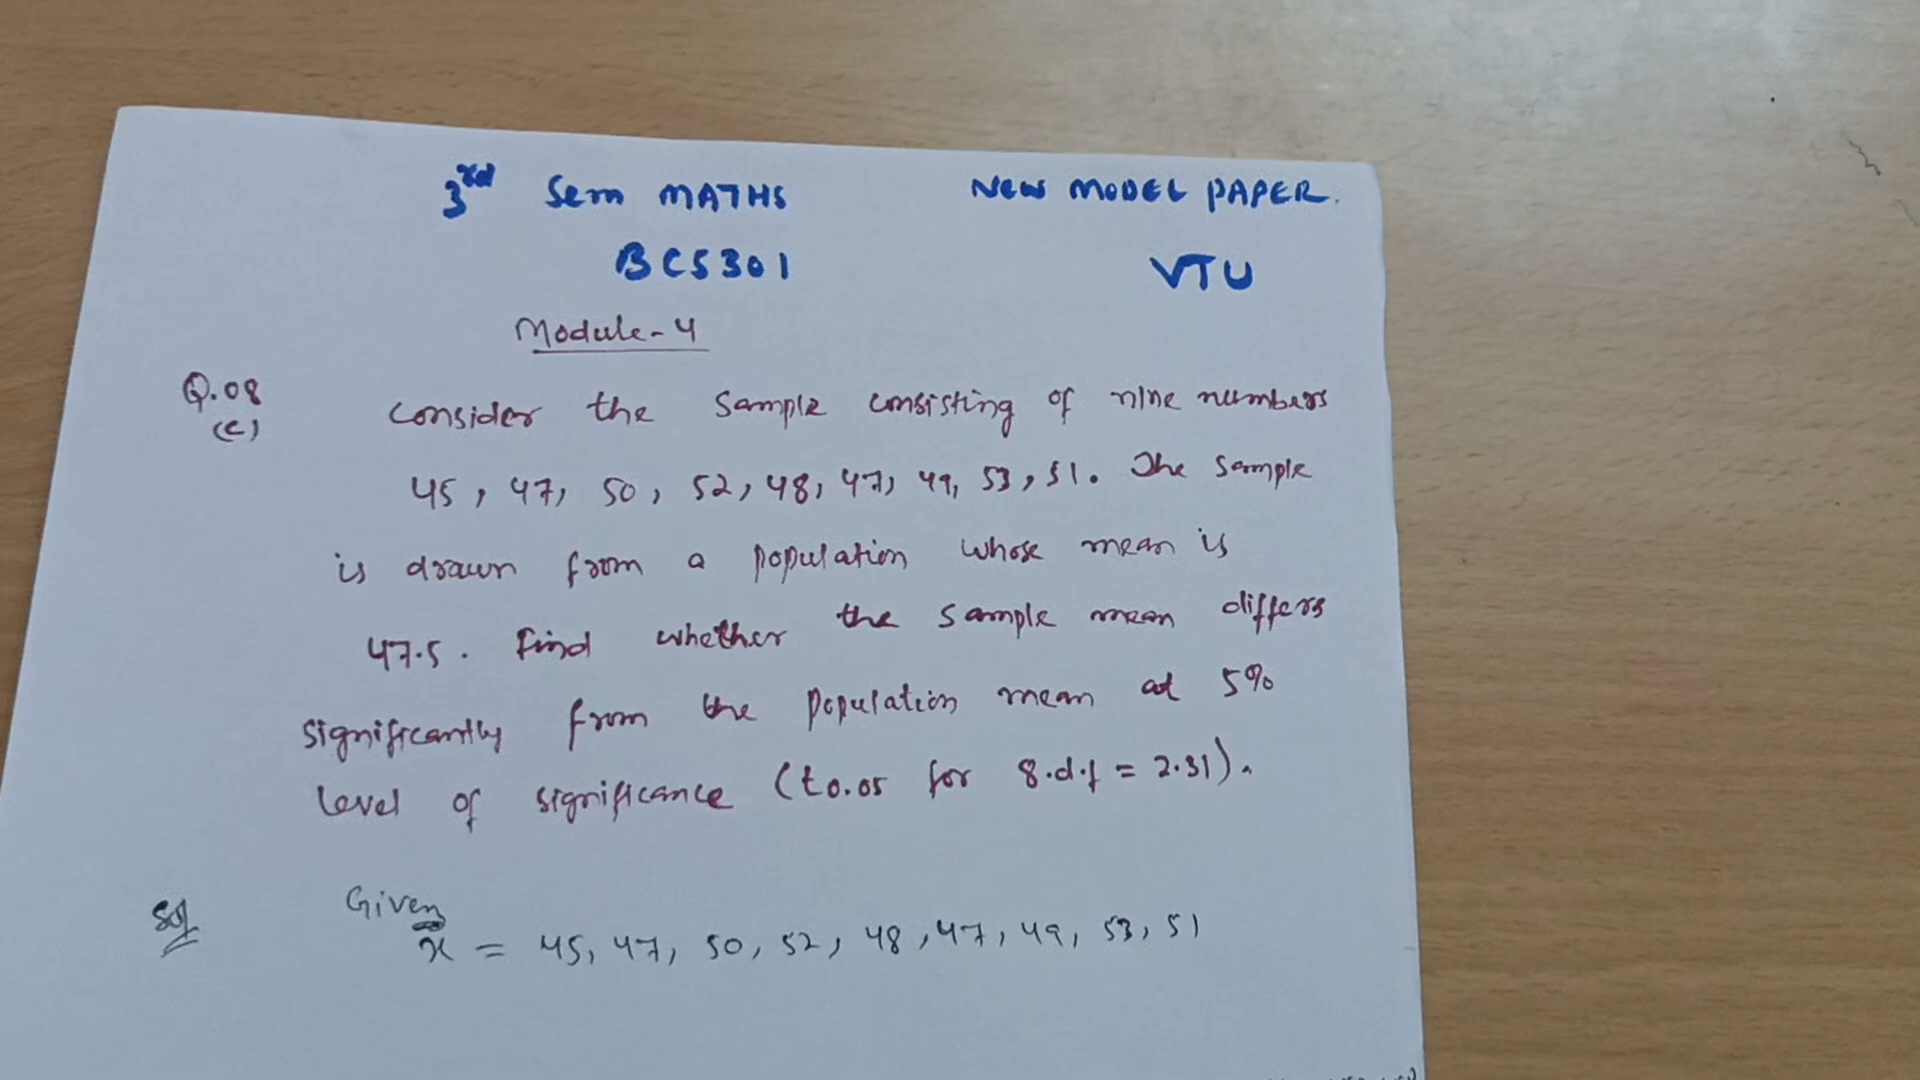 3rd Sem MATHS NEW MODEL PAPER.
BCS301 VTU
Module-4
Q.08 Consider the Sample consisting of nine numbers
(c)
45, 47, 50, 52, 48, 47, 49, 53, 51. The Sample
is drawn from a population whose mean is
47.5. Find whether the sample mean differs
significantly from the population mean at 5%
level of significance (t0.05 for 8.d.f = 2.31).
Sol Given
x = 45, 47, 50, 52, 48, 47, 49, 53, 51